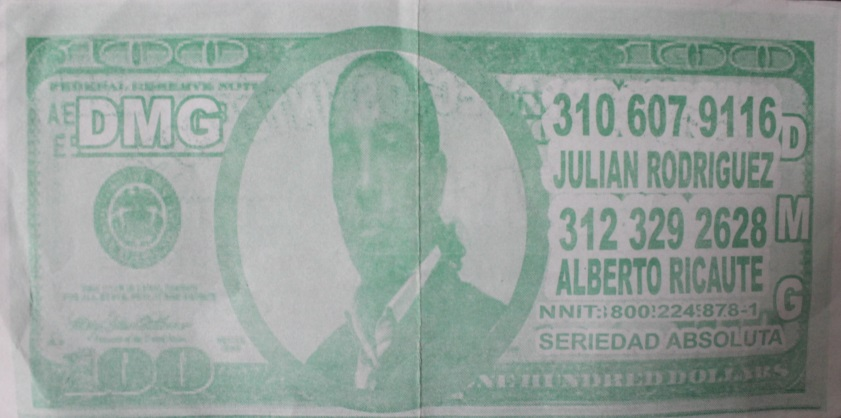 100 100
FEDERAL RESERVE NOTE
DMG
310 607 9116
JULIAN RODRIGUEZ
312 329 2628
ALBERTO RICAUTE
NNIT: 800:224:878-1
SERIEDAD ABSOLUTA
D
M
G
100
ONE HUNDRED DOLLARS